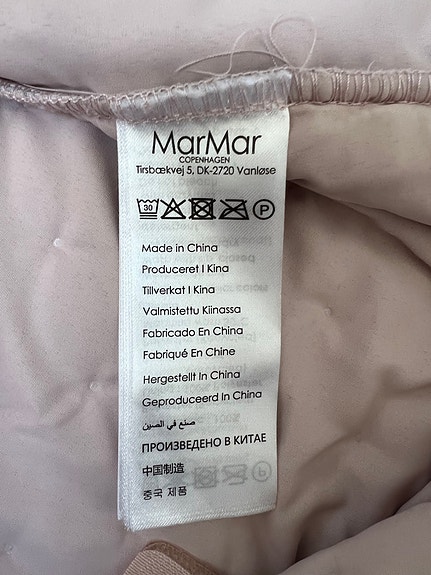 MarMar
COPENHAGEN
Tirsbækvej 5, DK-2720 Vanløse
30 P
Made in China
Produceret I Kina
Tillverkat I Kina
Valmistettu Kiinassa
Fabricado En China
Fabriqué En Chine
Hergestellt In China
Geproduceerd In China
صنع في الصين
ПРОИЗВЕДЕНО В КИТАЕ
中国制造
중국 제품